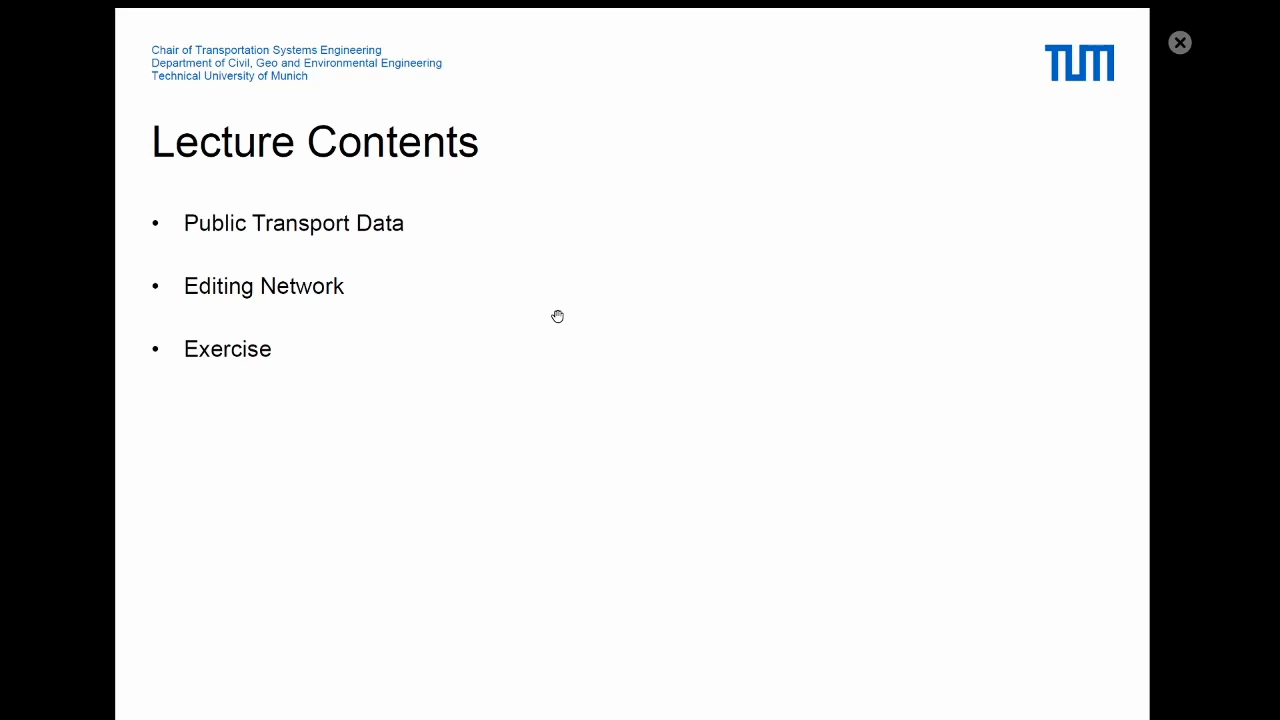 Chair of Transportation Systems Engineering
Department of Civil, Geo and Environmental Engineering
Technical University of Munich
TUM
Lecture Contents
• Public Transport Data
• Editing Network
• Exercise